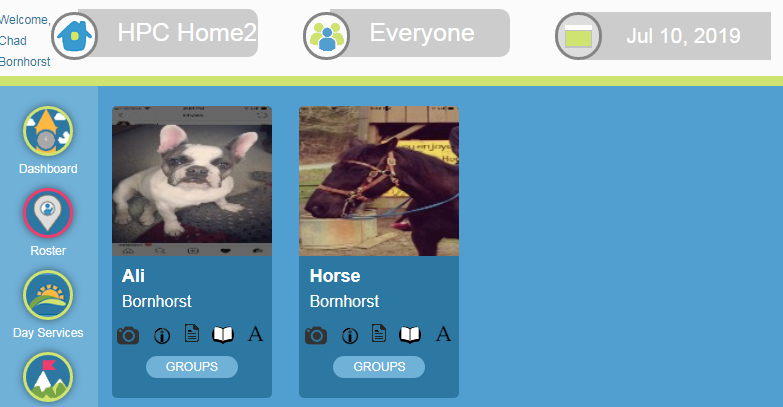 Welcome,
Chad
Bornhorst
HPC Home2
Everyone
Jul 10, 2019
Dashboard
Roster
Day Services
Ali
Bornhorst
A
GROUPS
Horse
Bornhorst
A
GROUPS